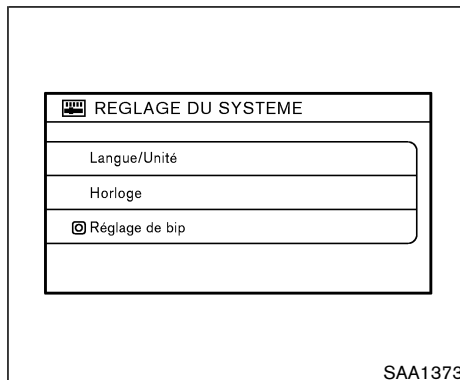 REGLAGE DU SYSTEME
Langue/Unité
Horloge
Réglage de bip
SAA1373